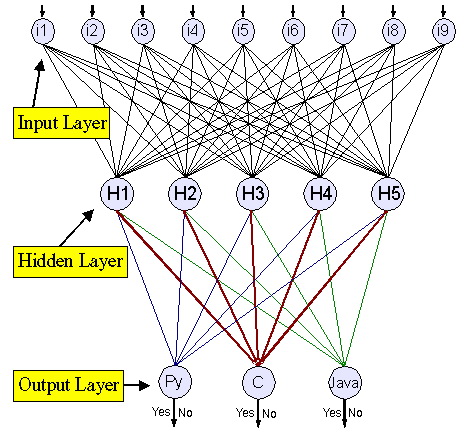 i1 i2 i3 i4 i5 i6 i7 i8 i9
Input Layer
H1 H2 H3 H4 H5
Hidden Layer
Output Layer
Py C Java
Yes No Yes No Yes No